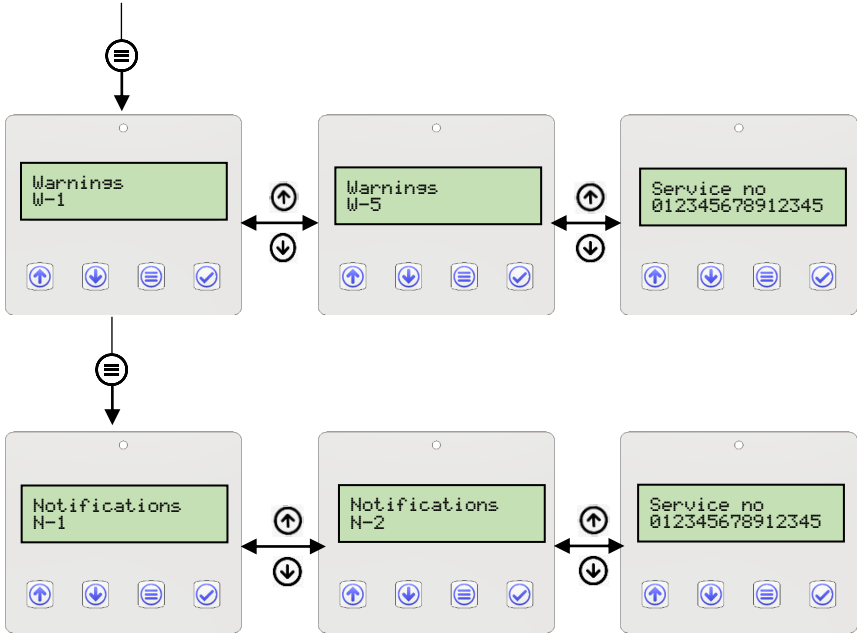 Warnings
W-1
Warnings
W-5
Service no
012345678912345
Notifications
N-1
Notifications
N-2
Service no
012345678912345